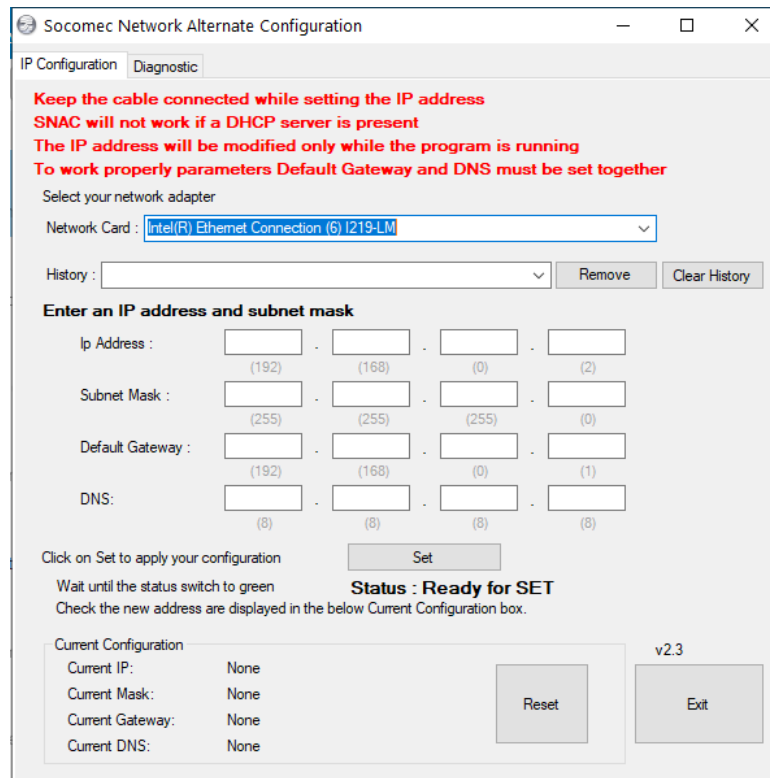 Socomec Network Alternate Configuration
IP Configuration Diagnostic
Keep the cable connected while setting the IP address
SNAC will not work if a DHCP server is present
The IP address will be modified only while the program is running
To work properly parameters Default Gateway and DNS must be set together
Select your network adapter
Network Card : Intel(R) Ethernet Connection (6) I219-LM
History : Remove Clear History
Enter an IP address and subnet mask
Ip Address : . . .
(192) (168) (0) (2)
Subnet Mask : . . .
(255) (255) (255) (0)
Default Gateway : . . .
(192) (168) (0) (1)
DNS: . . .
(8) (8) (8) (8)
Click on Set to apply your configuration Set
Wait until the status switch to green Status : Ready for SET
Check the new address are displayed in the below Current Configuration box.
Current Configuration v2.3
Current IP: None
Current Mask: None
Reset Exit
Current Gateway: None
Current DNS: None